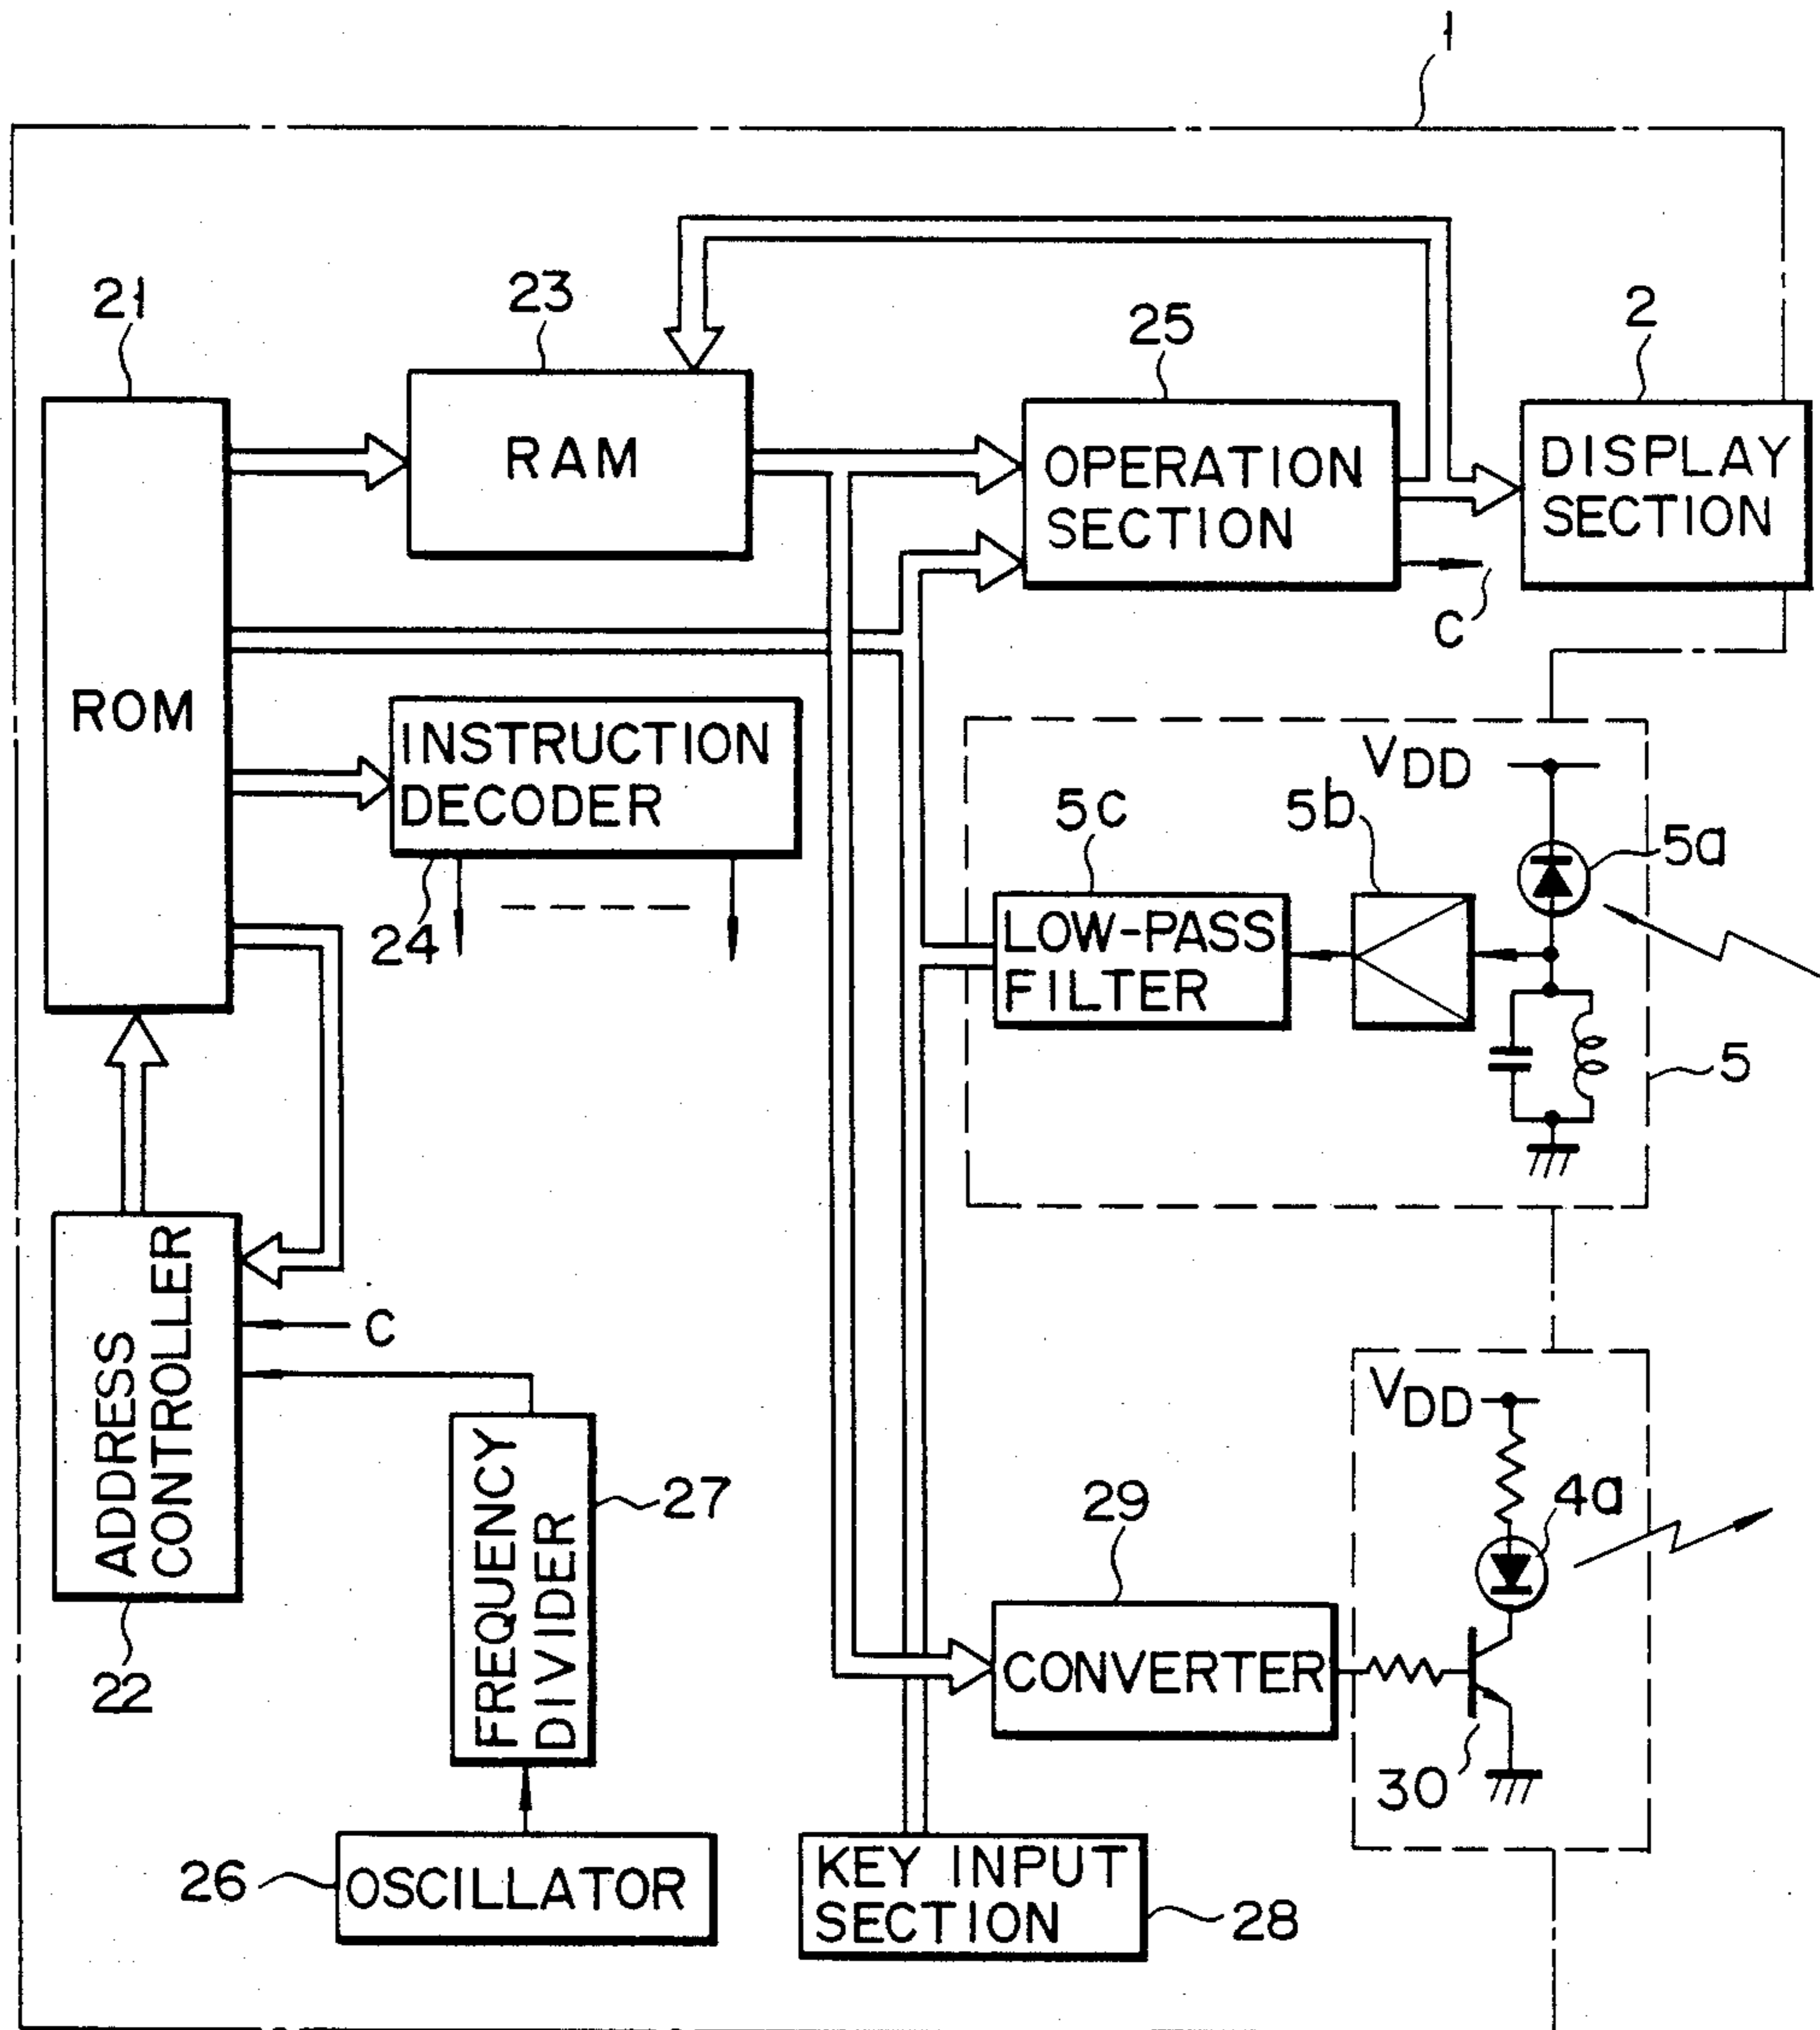 1
21
23
25
2
RAM
OPERATION
SECTION
DISPLAY
SECTION
C
ROM
INSTRUCTION
DECODER
24
VDD
5c
5b
5a
LOW-PASS
FILTER
5
ADDRESS
CONTROLLER
C
22
FREQUENCY
DIVIDER
27
VDD
4a
29
CONVERTER
30
26
OSCILLATOR
KEY INPUT
SECTION
28